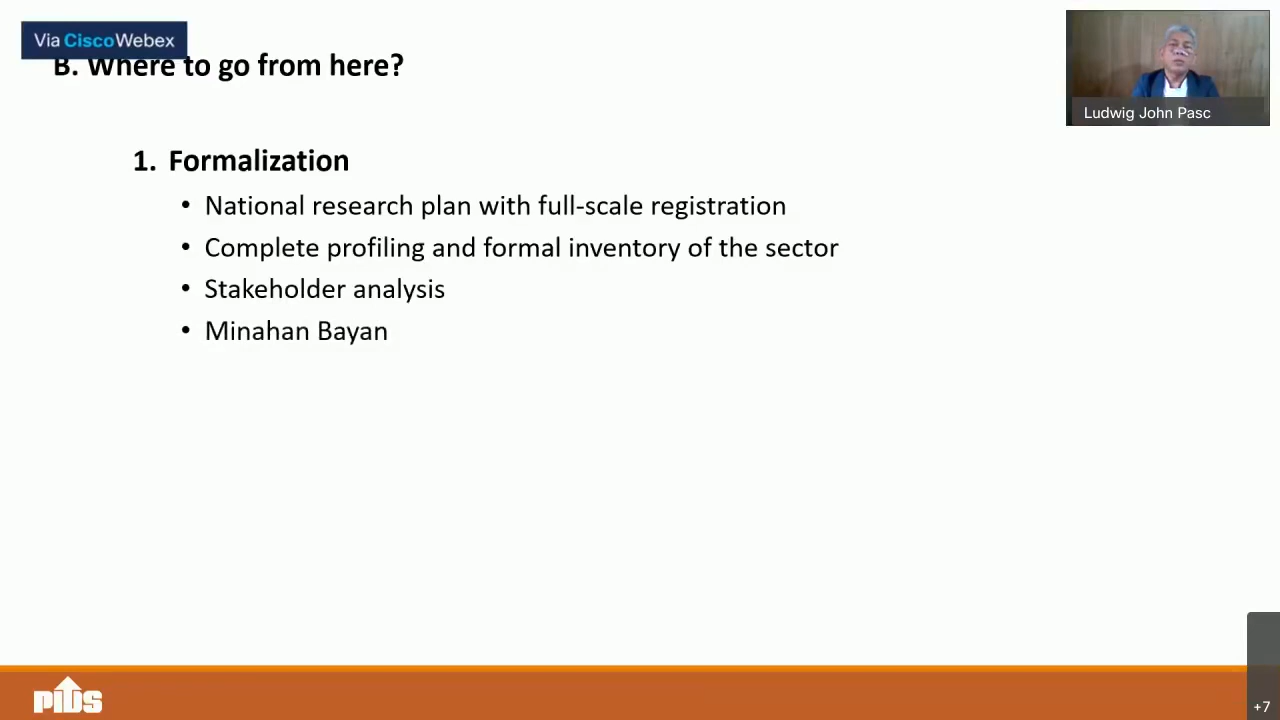 Via CiscoWebex
B. Where to go from here?
Ludwig John Pasc
1. Formalization
• National research plan with full-scale registration
• Complete profiling and formal inventory of the sector
• Stakeholder analysis
• Minahan Bayan
PIDS
+7